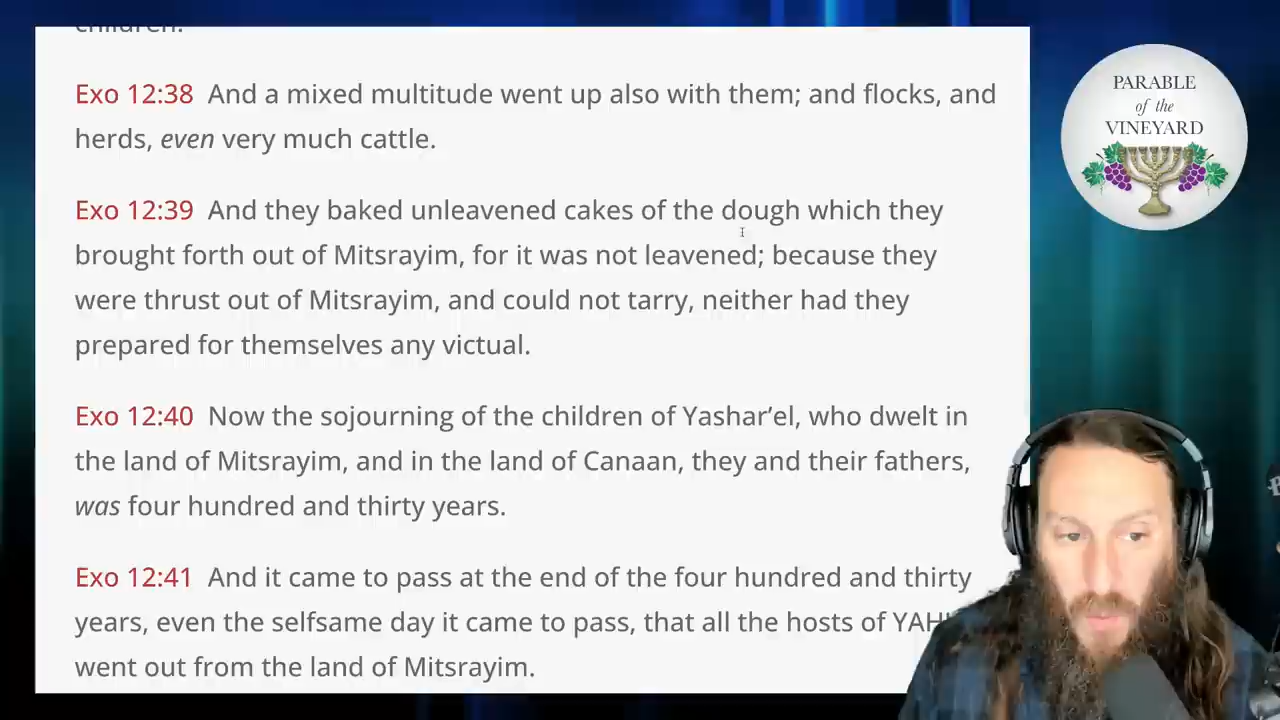 children.
Exo 12:38 And a mixed multitude went up also with them; and flocks, and
herds, even very much cattle.
Exo 12:39 And they baked unleavened cakes of the dough which they
brought forth out of Mitsrayim, for it was not leavened; because they
were thrust out of Mitsrayim, and could not tarry, neither had they
prepared for themselves any victual.
Exo 12:40 Now the sojourning of the children of Yashar’el, who dwelt in
the land of Mitsrayim, and in the land of Canaan, they and their fathers,
was four hundred and thirty years.
Exo 12:41 And it came to pass at the end of the four hundred and thirty
years, even the selfsame day it came to pass, that all the hosts of
went out from the land of Mitsrayim.
PARABLE
of the
VINEYARD